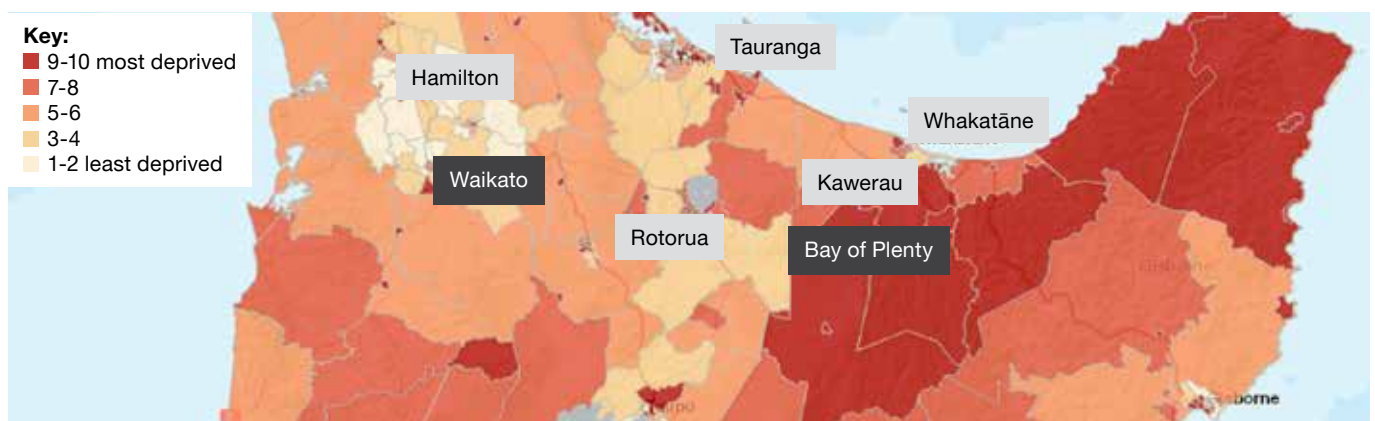 Key:
9-10 most deprived
7-8
5-6
3-4
1-2 least deprived
Hamilton
Tauranga
Whakatāne
Waikato
Kawerau
Rotorua
Bay of Plenty
borne